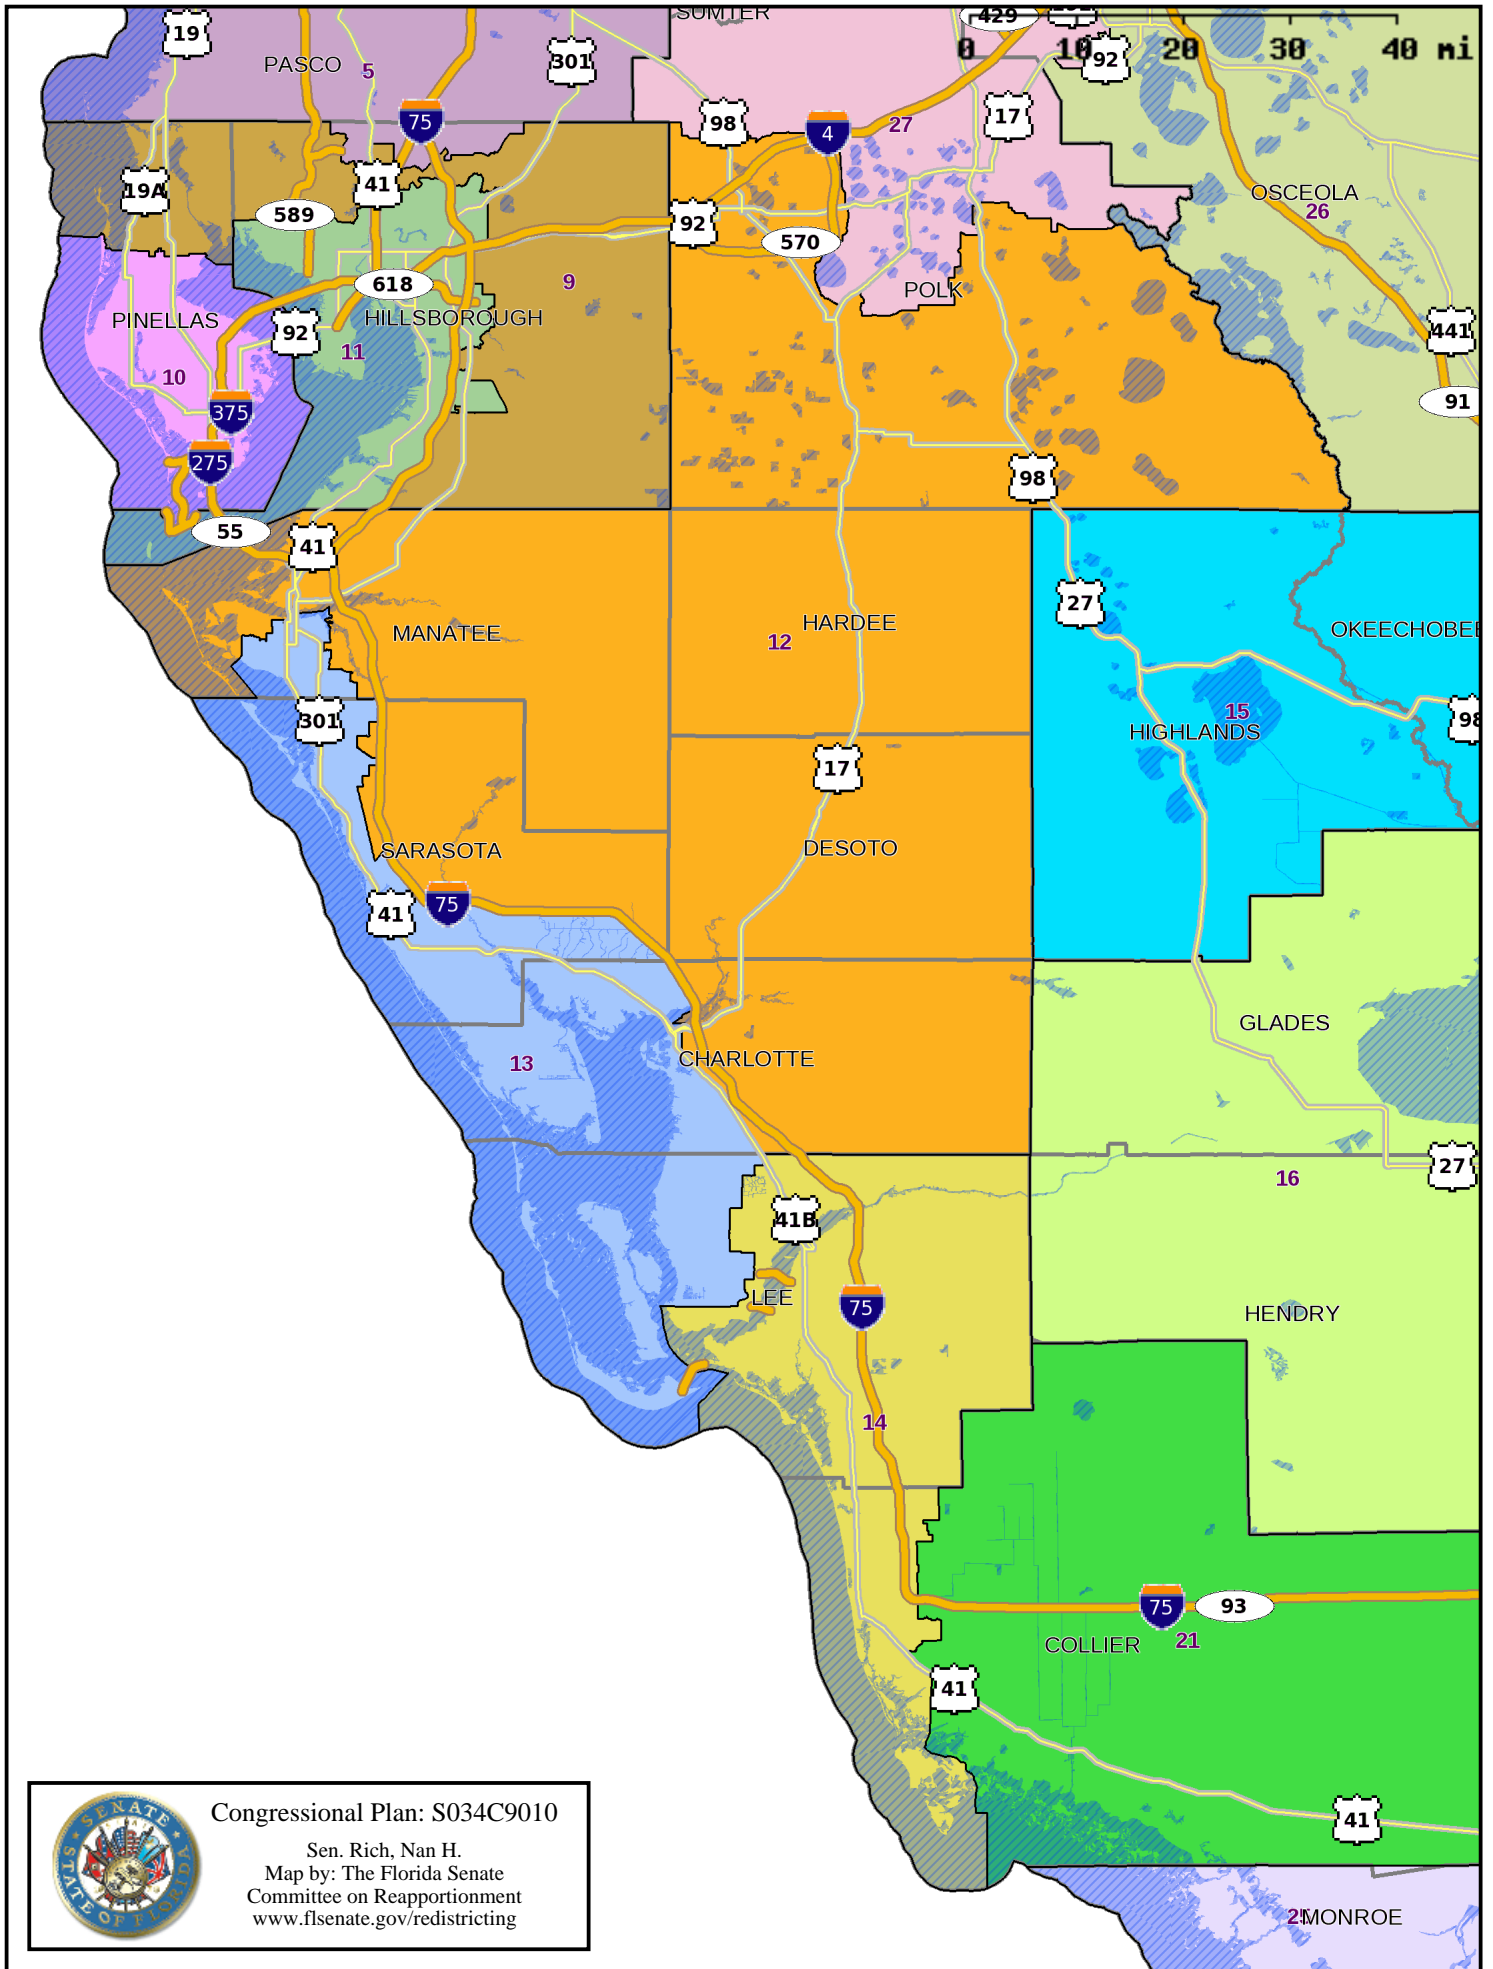 SUMTER
429
19
PASCO
5
301
0 10 20 30 40 mi
92
75
98
4
27
17
19A
41
589
OSCEOLA
26
92
570
618
9
POLK
PINELLAS
92
HILLSBOROUGH
11
441
10
375
91
275
98
55
41
27
MANATEE
12
HARDEE
OKEECHOBEE
301
15
98
HIGHLANDS
17
SARASOTA
DESOTO
75
41
GLADES
13
CHARLOTTE
27
16
41B
LEE
75
HENDRY
14
75
93
COLLIER
21
41
41
MONROE
SENATE
STATE OF FLORIDA
Congressional Plan: S034C9010
Sen. Rich, Nan H.
Map by: The Florida Senate
Committee on Reapportionment
www.flsenate.gov/redistricting